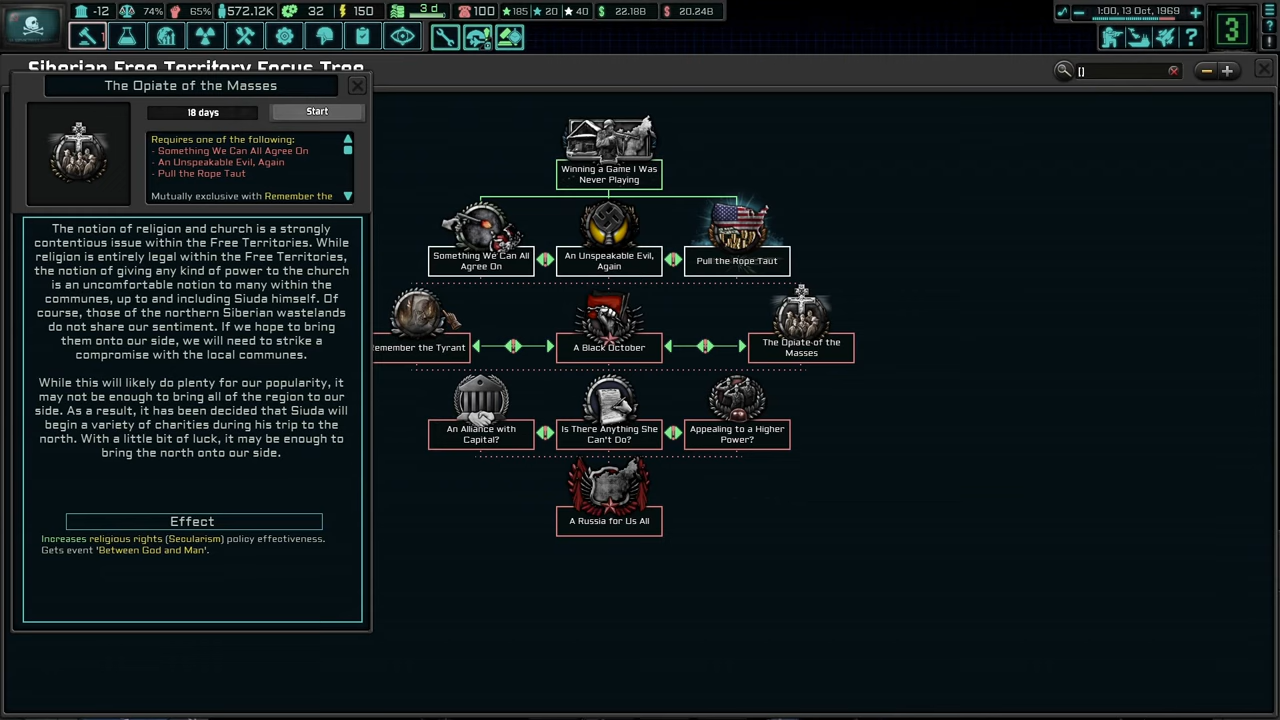 -12 74% 65% 572.12K 32 150 3 d 100 185 20 40 22.18B 20.24B
1:00, 13 Oct, 1969
3
Siberian Free Territory Focus Tree
The Opiate of the Masses
18 days
Start
Requires one of the following:
- Something We Can All Agree On
- An Unspeakable Evil, Again
- Pull the Rope Taut
Mutually exclusive with Remember the
The notion of religion and church is a strongly
contentious issue within the Free Territories. While
religion is entirely legal within the Free Territories,
the notion of giving any kind of power to the church
is an uncomfortable notion to many within the
communes, up to and including Siuda himself. Of
course, those of the northern Siberian wastelands
do not share our sentiment. If we hope to bring
them onto our side, we will need to strike a
compromise with the local communes.
While this will likely do plenty for our popularity, it
may not be enough to bring all of the region to our
side. As a result, it has been decided that Siuda will
begin a variety of charities during his trip to the
north. With a little bit of luck, it may be enough to
bring the north onto our side.
Effect
Increases religious rights (Secularism) policy effectiveness.
Gets event 'Between God and Man'.
[]
Winning a Game I Was
Never Playing
Something We Can All
Agree On
An Unspeakable Evil,
Again
Pull the Rope Taut
emember the Tyrant
A Black October
The Opiate of the
Masses
An Alliance with
Capital?
Is There Anything She
Can't Do?
Appealing to a Higher
Power?
A Russia for Us All